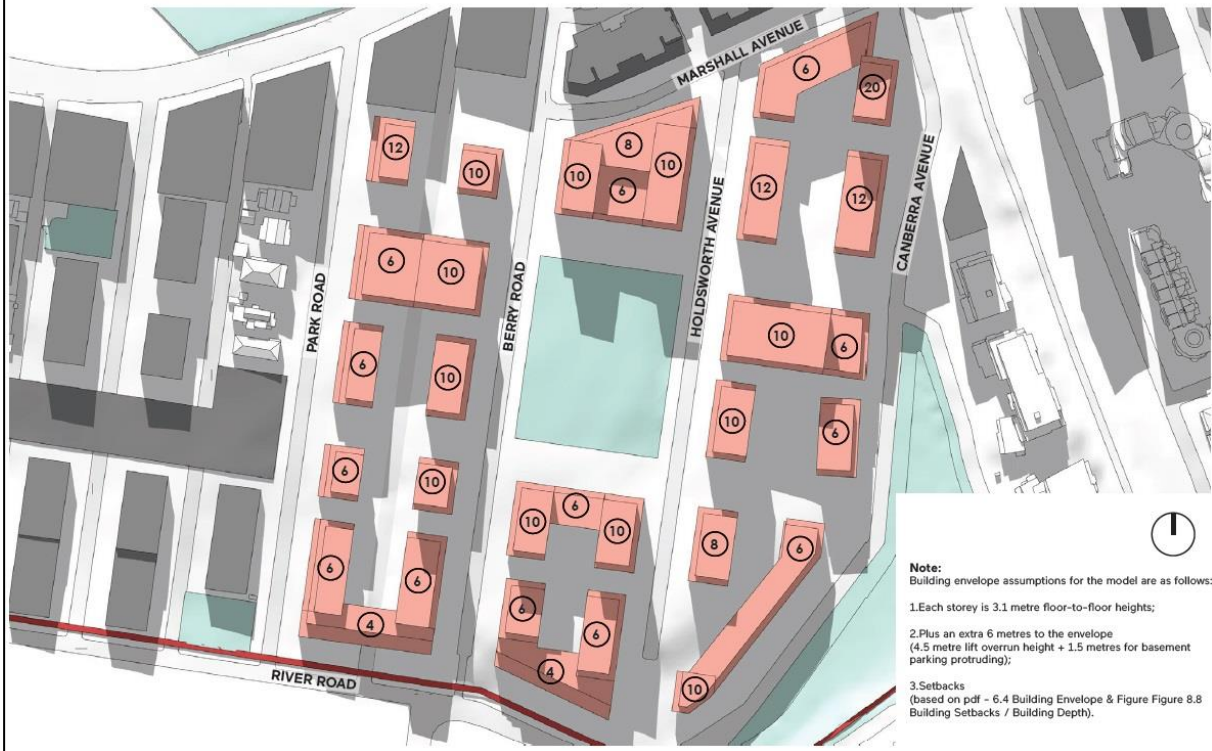 MARSHALL AVENUE
6
20
12
8
10
10
10
6
12
12
HOLDSWORTH AVENUE
CANBERRA AVENUE
6
10
PARK ROAD
BERRY ROAD
10
6
6
10
10
6
6
10
10
6
10
8
6
6
6
6
6
4
4
10
RIVER ROAD
Note:
Building envelope assumptions for the model are as follows:
1.Each storey is 3.1 metre floor-to-floor heights;
2.Plus an extra 6 metres to the envelope
(4.5 metre lift overrun height + 1.5 metres for basement
parking protruding);
3.Setbacks
(based on pdf - 6.4 Building Envelope & Figure Figure 8.8
Building Setbacks / Building Depth).